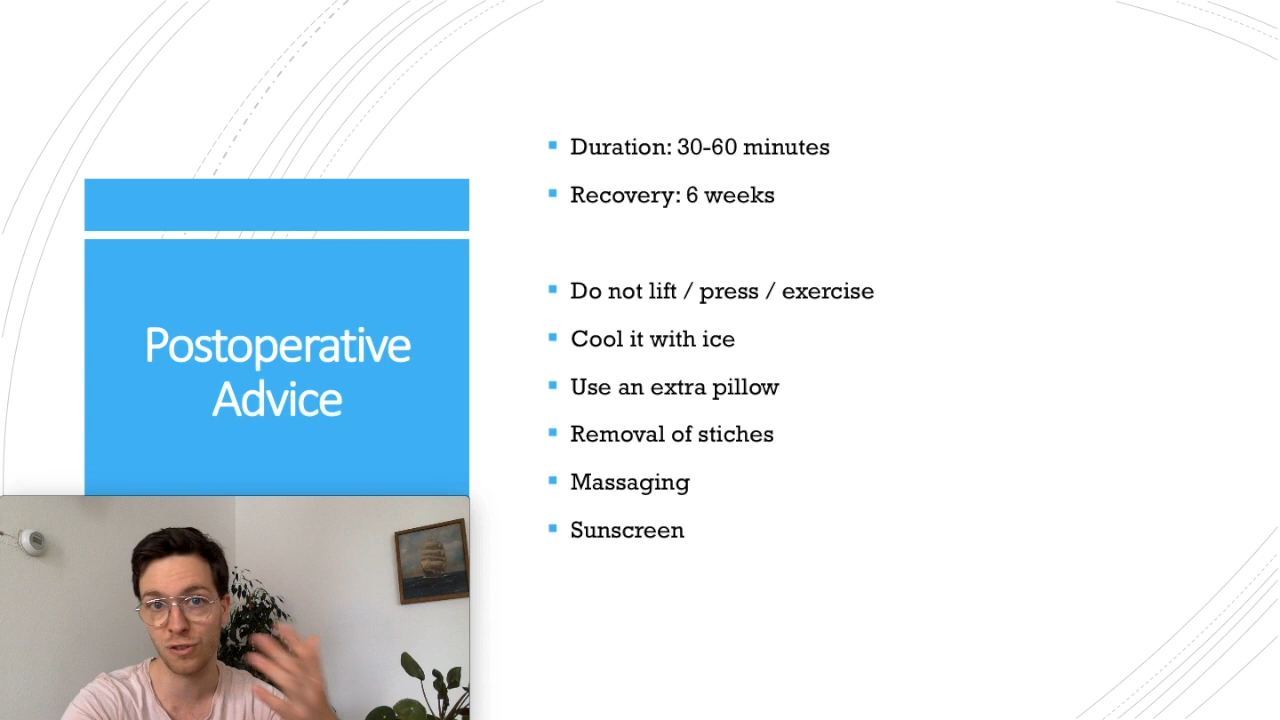 Postoperative
Advice
Duration: 30-60 minutes
Recovery: 6 weeks
Do not lift / press / exercise
Cool it with ice
Use an extra pillow
Removal of stiches
Massaging
Sunscreen